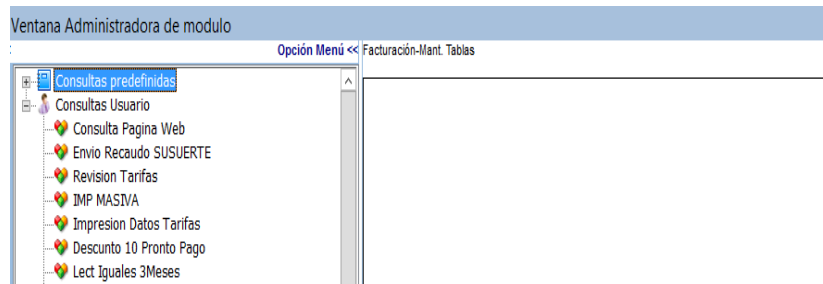 Ventana Administradora de modulo
Opción Menú << Facturación-Mant. Tablas
Consultas predefinidas
Consultas Usuario
Consulta Pagina Web
Envio Recaudo SUSUERTE
Revision Tarifas
IMP MASIVA
Impresion Datos Tarifas
Descunto 10 Pronto Pago
Lect Iguales 3Meses